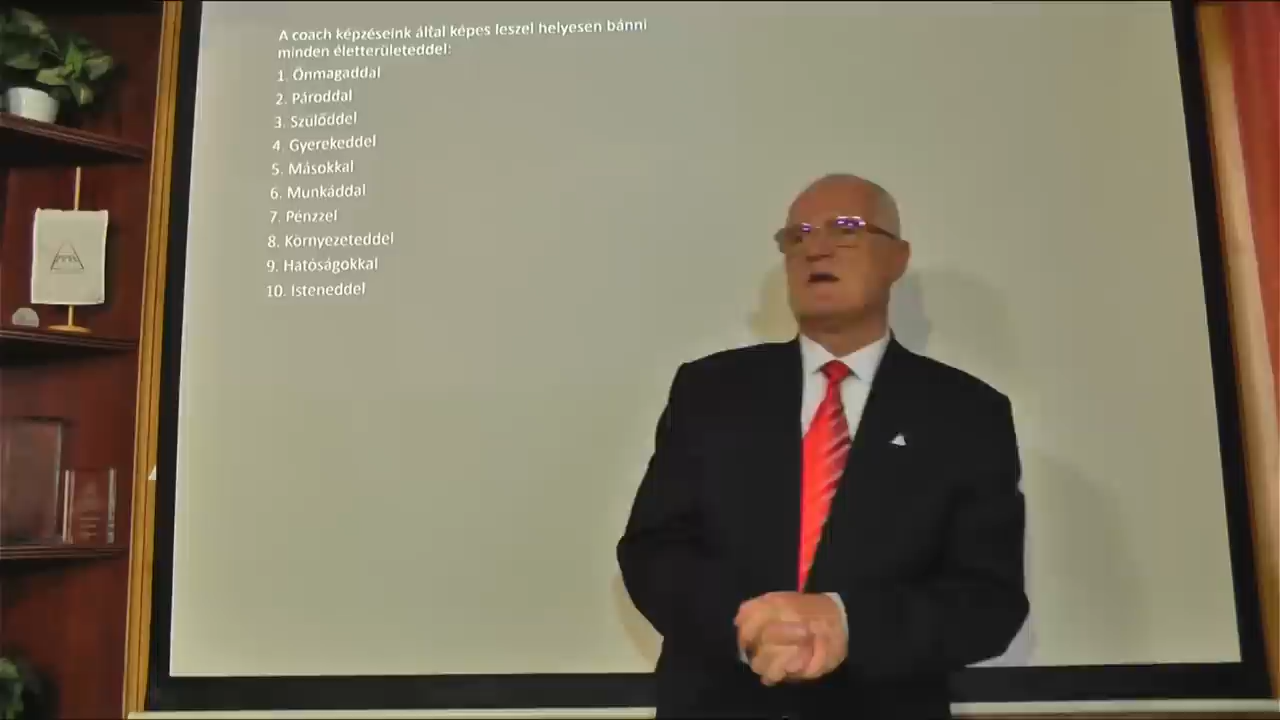 A coach képzéseink által képes leszel helyesen bánni
minden életterületeddel:
1. Önmagaddal
2. Pároddal
3. Szülőddel
4. Gyerekeddel
5. Másokkal
6. Munkáddal
7. Pénzzel
8. Környezeteddel
9. Hatóságokkal
10. Isteneddel